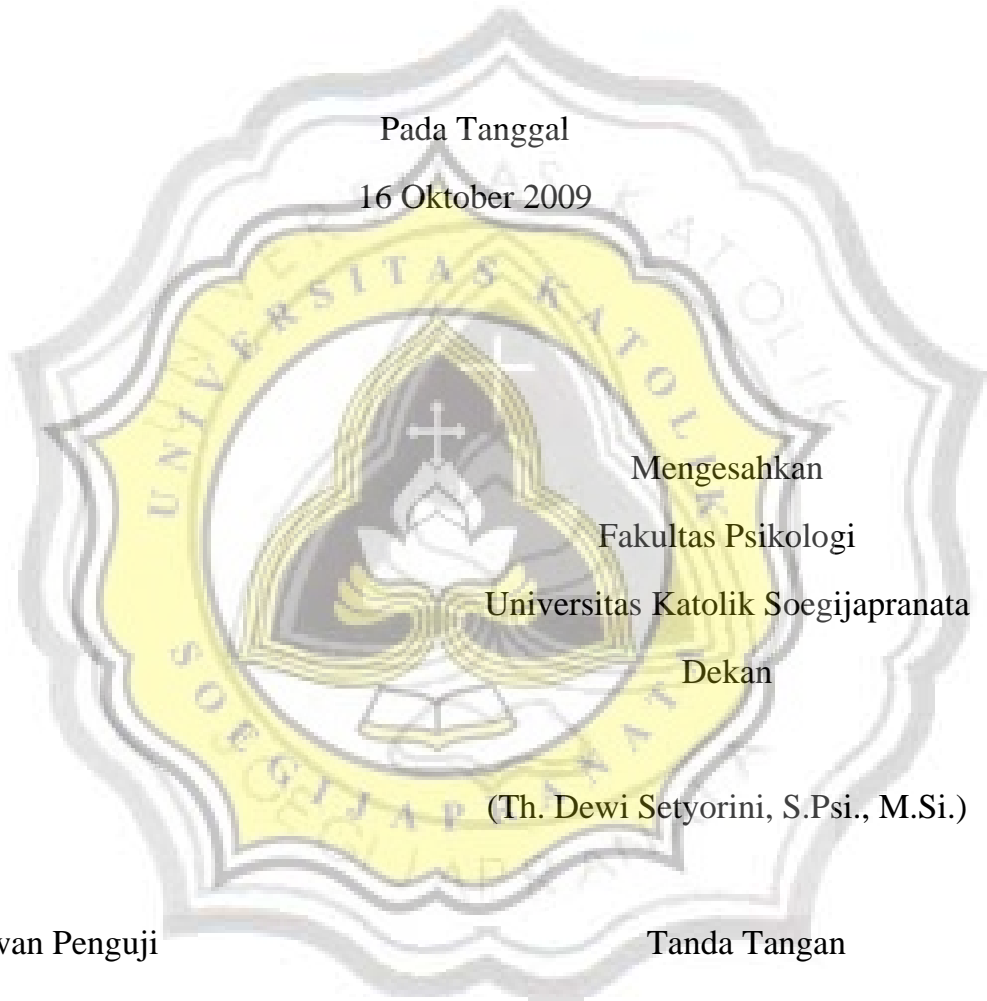 Pada Tanggal
16 Oktober 2009
UNIVERSITAS KATOLIK
Mengesahkan
Fakultas Psikologi
Universitas Katolik Soegijapranata
Dekan
SOEGIJAPRANATA
(Th. Dewi Setyorini, S.Psi., M.Si.)
wan Penguji Tanda Tangan